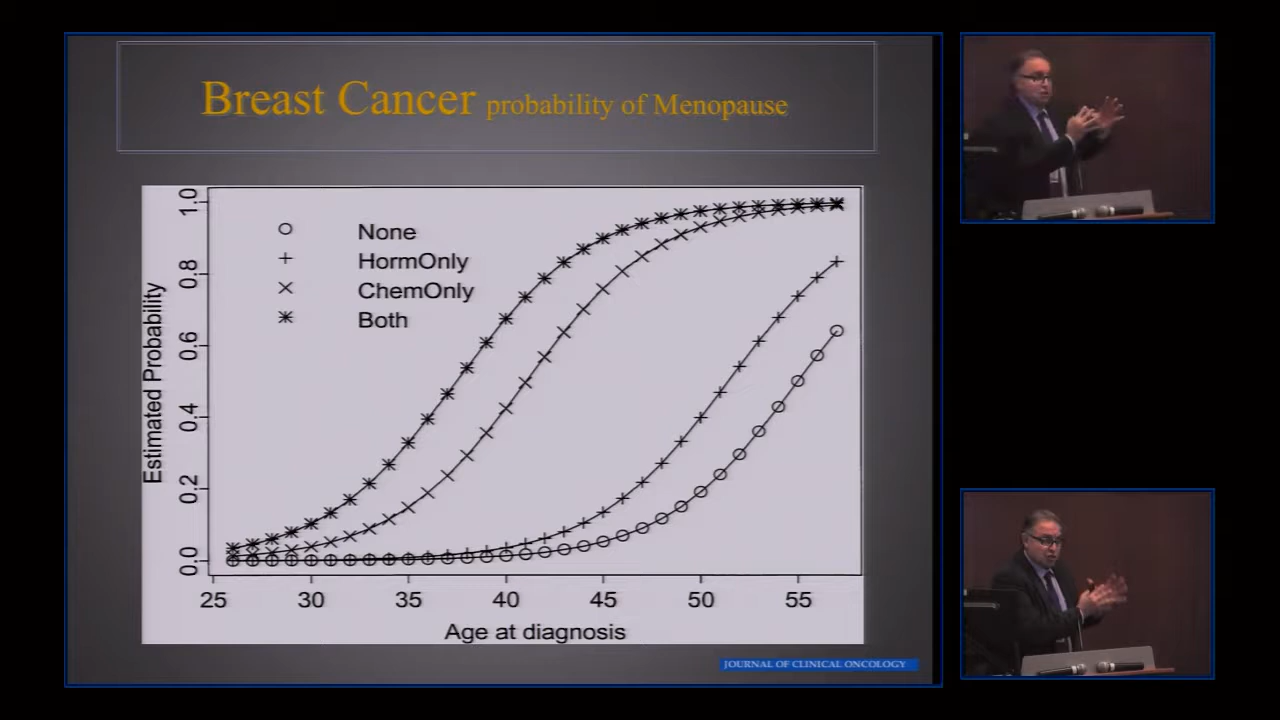 Breast Cancer probability of Menopause
None
HormOnly
ChemOnly
Both
Estimated Probability
1.0
0.8
0.6
0.4
0.2
0.0
25 30 35 40 45 50 55
Age at diagnosis
JOURNAL OF CLINICAL ONCOLOGY